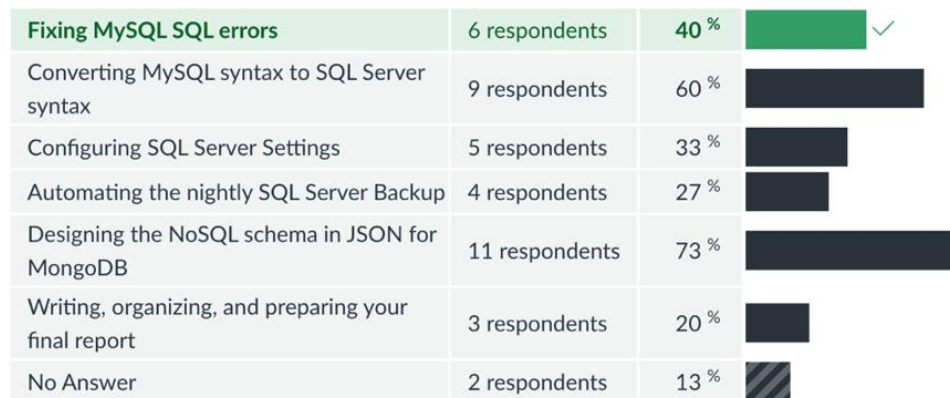 Fixing MySQL SQL errors 6 respondents 40 %
Converting MySQL syntax to SQL Server
syntax 9 respondents 60 %
Configuring SQL Server Settings 5 respondents 33 %
Automating the nightly SQL Server Backup 4 respondents 27 %
Designing the NoSQL schema in JSON for
MongoDB 11 respondents 73 %
Writing, organizing, and preparing your
final report 3 respondents 20 %
No Answer 2 respondents 13 %